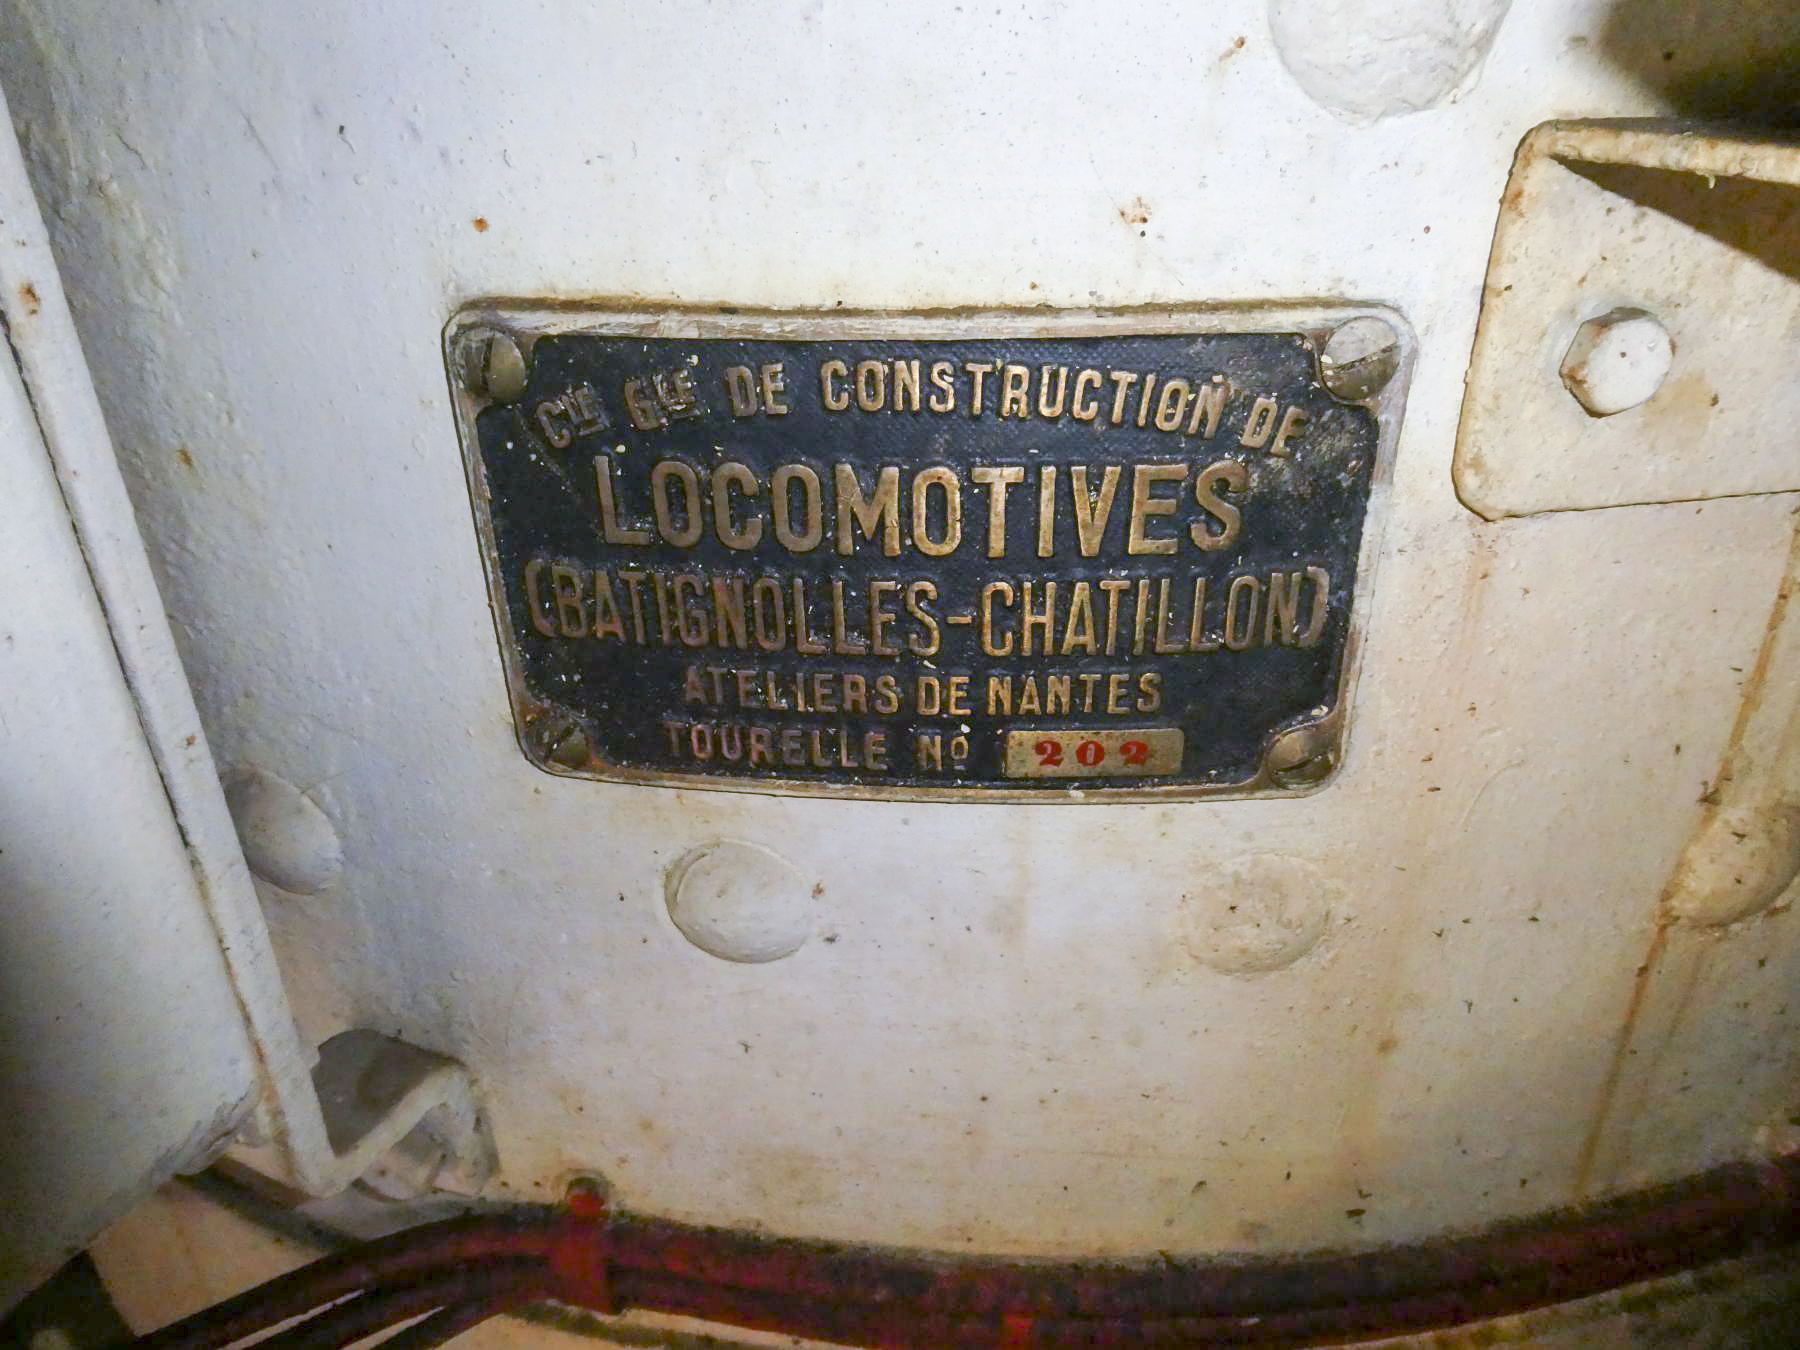 Cie Gle DE CONSTRUCTION DE
LOCOMOTIVES
(BATIGNOLLES-CHATILLON)
ATELIERS DE NANTES
TOURELLE No 202